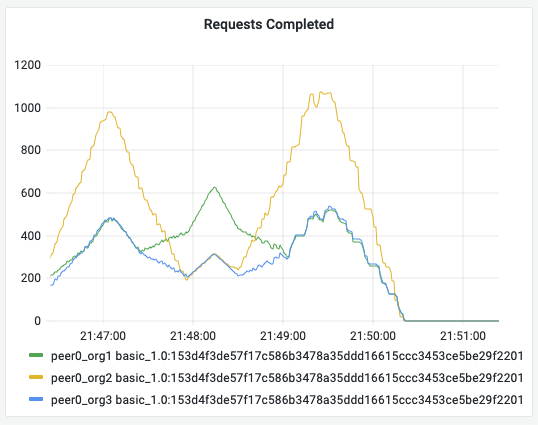 Requests Completed
1200
1000
800
600
400
200
0
21:47:00 21:48:00 21:49:00 21:50:00 21:51:00
peer0_org1 basic_1.0:153d4f3de57f17c586b3478a35ddd16615ccc3453ce5be29f2201
peer0_org2 basic_1.0:153d4f3de57f17c586b3478a35ddd16615ccc3453ce5be29f2201
peer0_org3 basic_1.0:153d4f3de57f17c586b3478a35ddd16615ccc3453ce5be29f2201